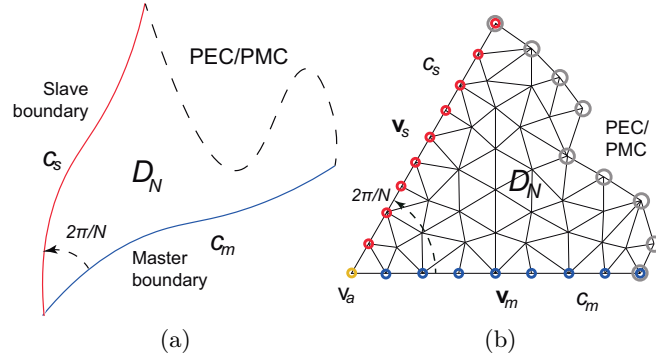 PEC/PMC
Slave
boundary
c_s
D_N
2π/N
Master
boundary
c_m
(a)
c_s
v_s
PEC/
PMC
D_N
2π/N
v_a
v_m
c_m
(b)